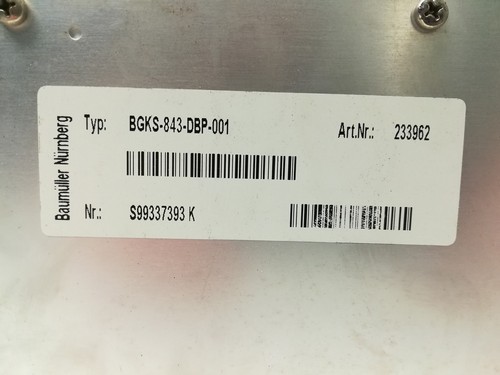 Baumüller Nürnberg
Typ: BGKS-843-DBP-001 Art.Nr.: 233962
Nr.: S99337393 K